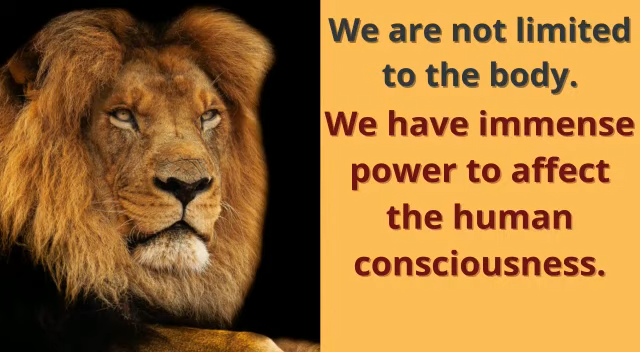 We are not limited
to the body.
We have immense
power to affect
the human
consciousness.